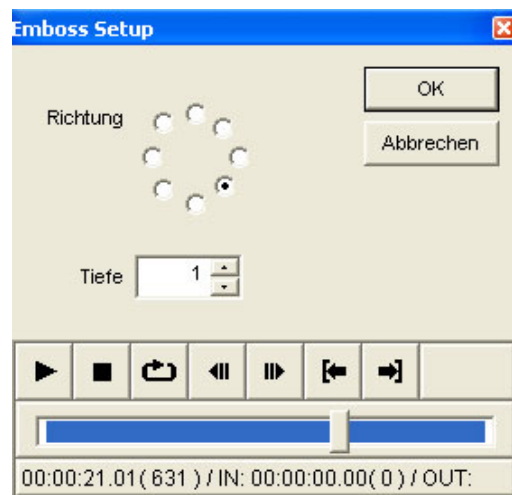 Emboss Setup
OK
Richtung
Abbrechen
Tiefe 1
00:00:21.01( 631 ) / IN: 00:00:00.00( 0 ) / OUT: